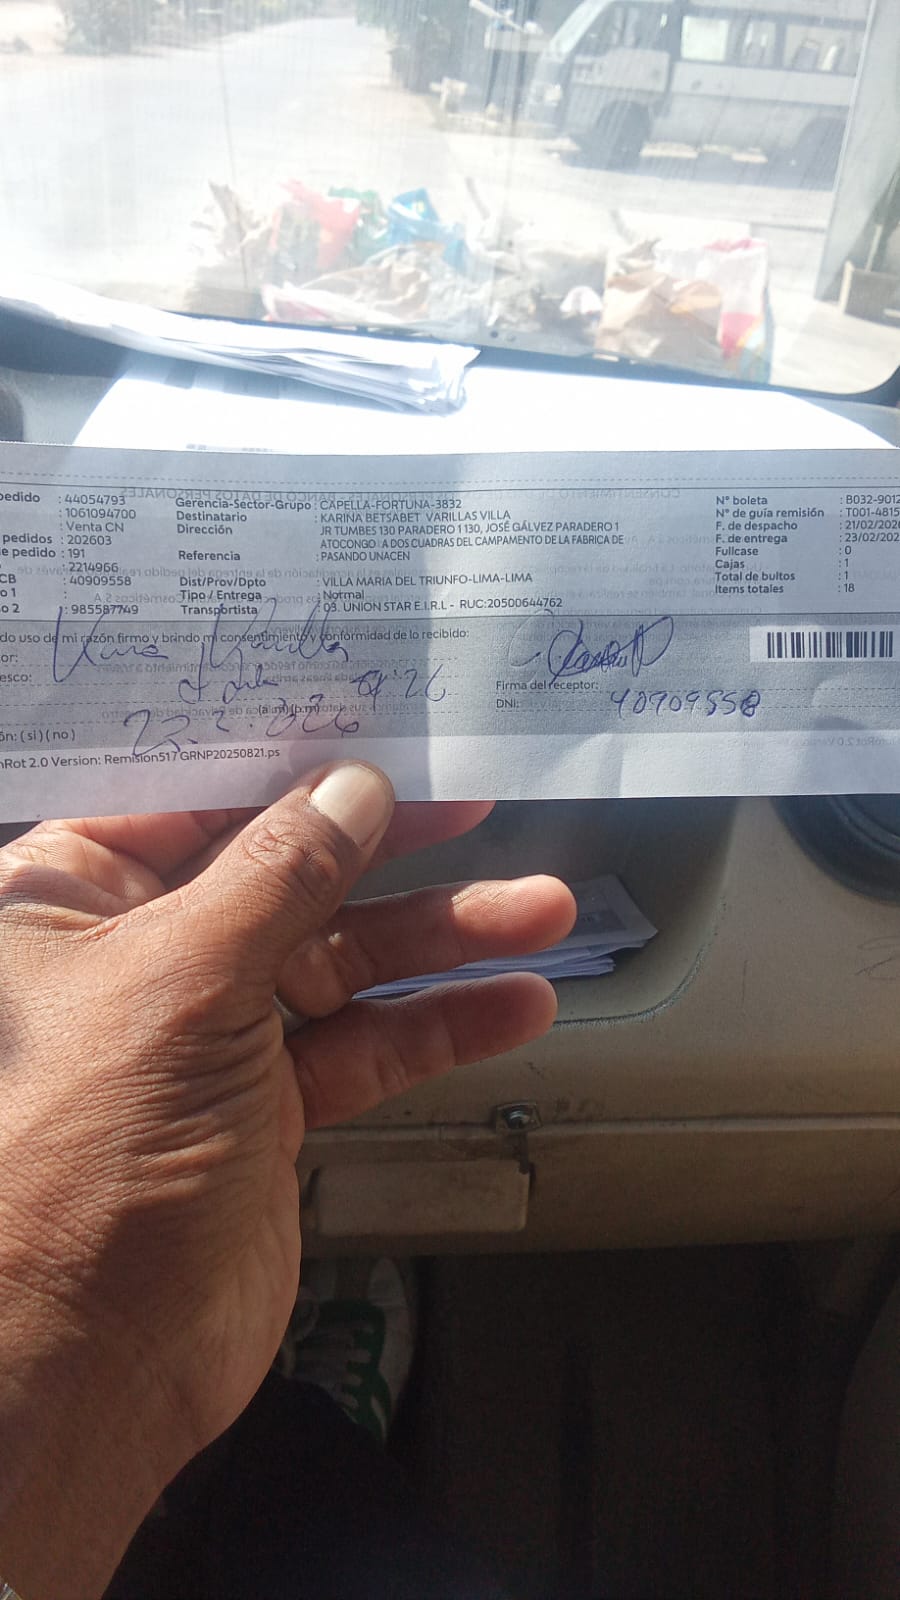 pedido : 44054793
: 1061094700
: Venta CN
pedidos : 202603
e pedido : 191
: 2214966
CB : 40909558
o 1 :
o 2 : 985587749
Gerencia-Sector-Grupo : CAPELLA-FORTUNA-3832
Destinatario : KARINA BETSABET VARILLAS VILLA
Dirección : JR TUMBES 130 PARADERO 1 130, JOSÉ GÁLVEZ PARADERO 1
ATOCONGO : A DOS CUADRAS DEL CAMPAMENTO DE LA FABRICA DE
Referencia : PASANDO UNACEN
Dist/Prov/Dpto : VILLA MARIA DEL TRIUNFO-LIMA-LIMA
Tipo / Entrega : Normal
Transportista : 03. UNION STAR E.I.R.L - RUC:20500644762
N° boleta : B032-9012
N° de guía remisión : T001-4815
F. de despacho : 21/02/202
F. de entrega : 23/02/202
Fullcase : 0
Cajas : 1
Total de bultos : 1
Items totales : 18
do uso de mi razón firmo y brindo mi consentimiento y conformidad de lo recibido:
or:
esco:
(a.m) (p.m)
23.2.2026
Firma del receptor:
DNI: 40909558
ón: ( si ) ( no )
nRot 2.0 Version: Remision517GRNP20250821.ps